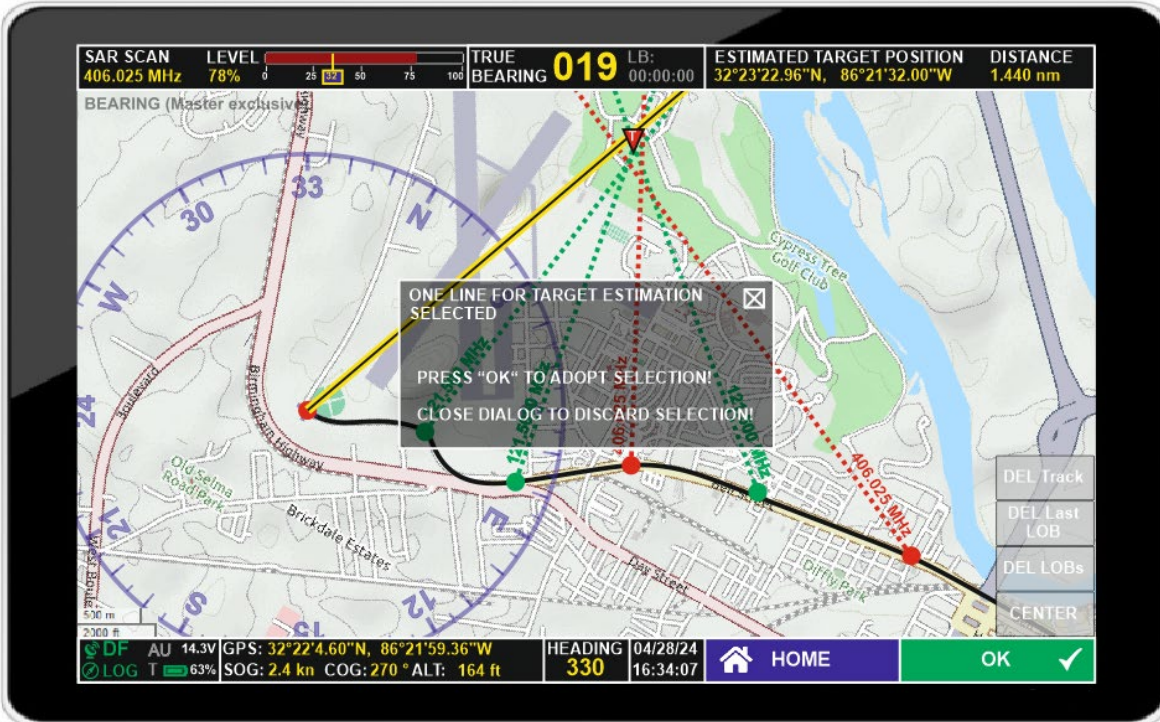 SAR SCAN
406.025 MHz
LEVEL
78%
0 25 32 50 75 100
TRUE
BEARING
019
LB:
00:00:00
ESTIMATED TARGET POSITION
32°23'22.96"N, 86°21'32.00"W
DISTANCE
1.440 nm
BEARING (Master exclusive)
Highway
33
30
N
W
24
21
S
15
12
E
Cypress Tree
Golf Club
ONE LINE FOR TARGET ESTIMATION
SELECTED
PRESS “OK“ TO ADOPT SELECTION!
CLOSE DIALOG TO DISCARD SELECTION!
MHz
MHz
MHz
MHz
406.025 MHz
Boulevard
Birmingham Highway
Old Selma
Road Park
Brickdale Estates
Day Street
Diffly Park
DEL Track
DEL Last
LOB
DEL LOBs
CENTER
500 m
2000 ft
DF AU 14.3V
LOG T 63%
GPS: 32°22'4.60"N, 86°21'59.36"W
SOG: 2.4 kn COG: 270° ALT: 164 ft
HEADING
330
04/28/24
16:34:07
HOME
OK